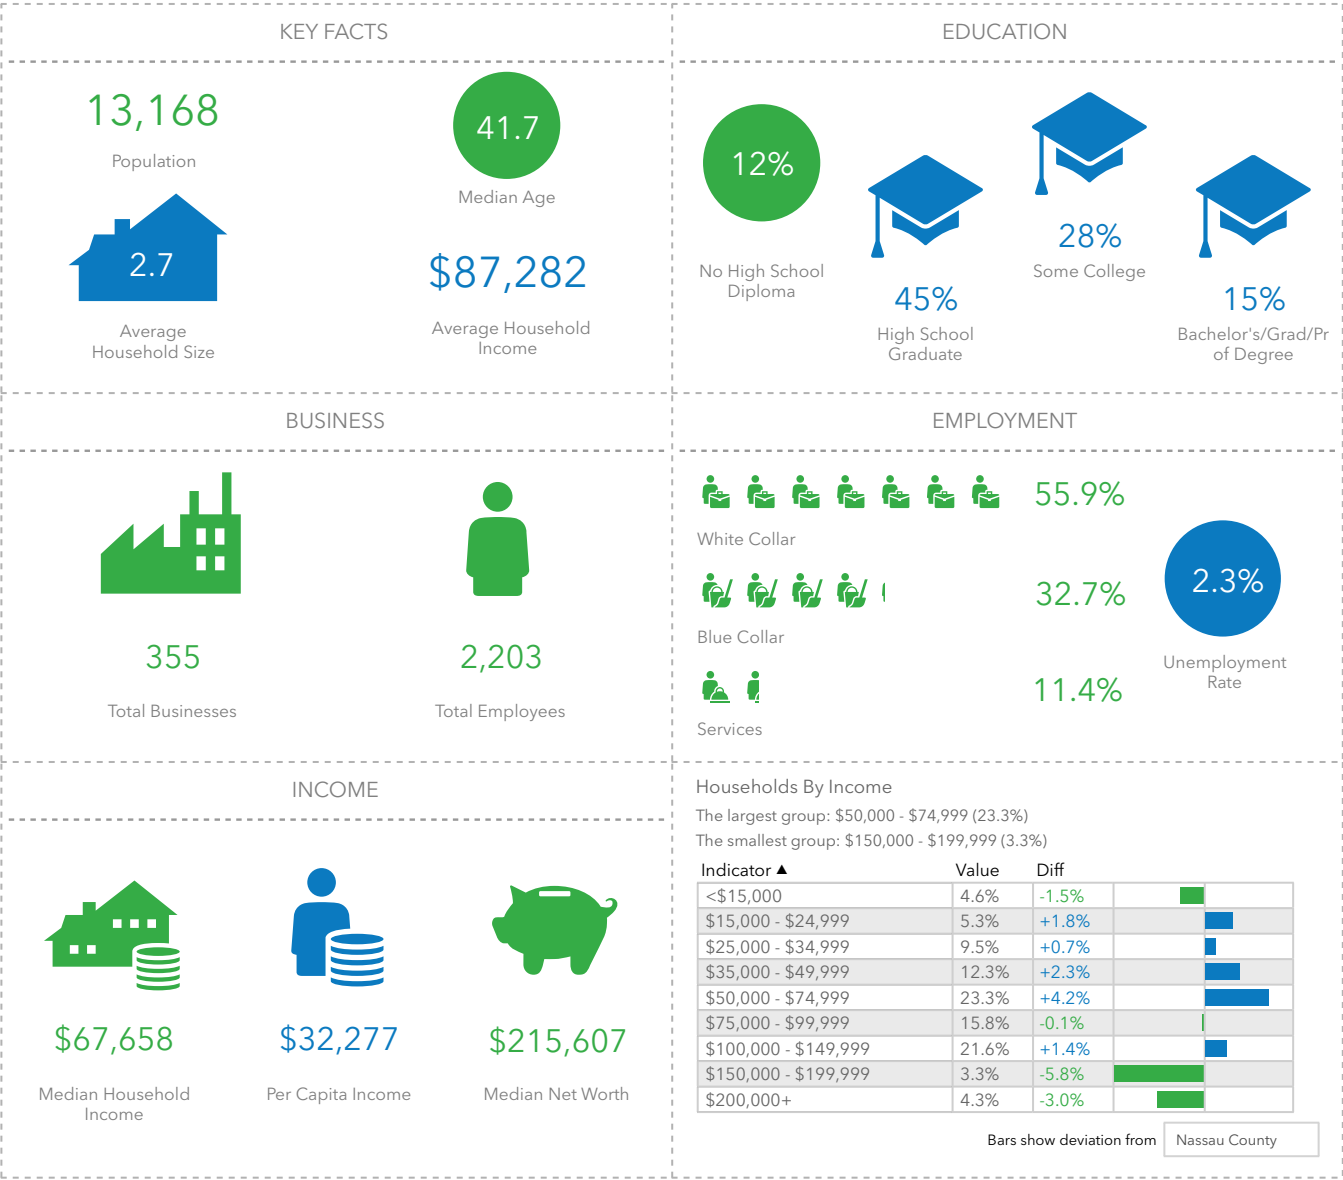 KEY FACTS
13,168
Population
41.7
Median Age
2.7
Average
Household Size
$87,282
Average Household
Income
EDUCATION
12%
No High School
Diploma
45%
High School
Graduate
28%
Some College
15%
Bachelor's/Grad/Pr
of Degree
BUSINESS
355
Total Businesses
2,203
Total Employees
EMPLOYMENT
55.9%
White Collar
32.7%
Blue Collar
11.4%
Services
2.3%
Unemployment
Rate
INCOME
$67,658
Median Household
Income
$32,277
Per Capita Income
$215,607
Median Net Worth
Households By Income
The largest group: $50,000 - $74,999 (23.3%)
The smallest group: $150,000 - $199,999 (3.3%)
Indicator ▲ Value Diff
<$15,000 4.6% -1.5%
$15,000 - $24,999 5.3% +1.8%
$25,000 - $34,999 9.5% +0.7%
$35,000 - $49,999 12.3% +2.3%
$50,000 - $74,999 23.3% +4.2%
$75,000 - $99,999 15.8% -0.1%
$100,000 - $149,999 21.6% +1.4%
$150,000 - $199,999 3.3% -5.8%
$200,000+ 4.3% -3.0%
Bars show deviation from Nassau County